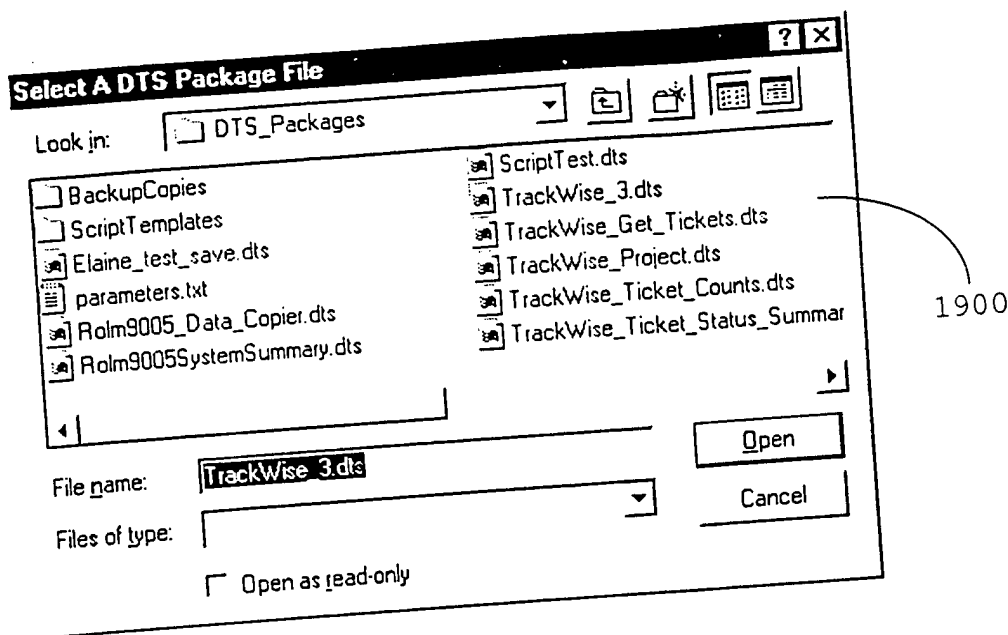 Select A DTS Package File
? X
Look in:
DTS_Packages
BackupCopies
ScriptTemplates
Elaine_test_save.dts
parameters.txt
Rolm9005_Data_Copier.dts
Rolm9005SystemSummary.dts
ScriptTest.dts
TrackWise_3.dts
TrackWise_Get_Tickets.dts
TrackWise_Project.dts
TrackWise_Ticket_Counts.dts
TrackWise_Ticket_Status_Summar
1900
File name:
TrackWise_3.dts
Open
Files of type:
Cancel
Open as read-only